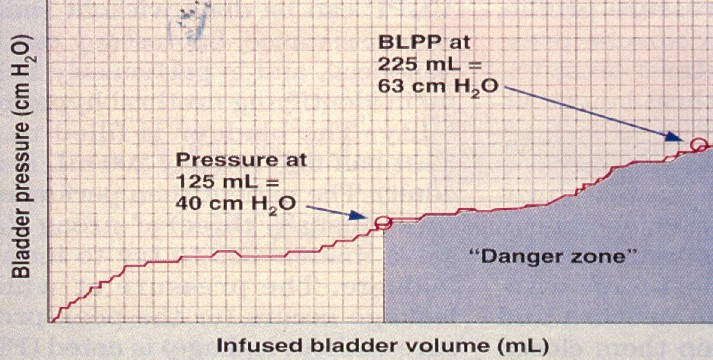 BLPP at
225 mL =
63 cm H₂O
Pressure at
125 mL =
40 cm H₂O
Bladder pressure (cm H₂O)
"Danger zone"
Infused bladder volume (mL)